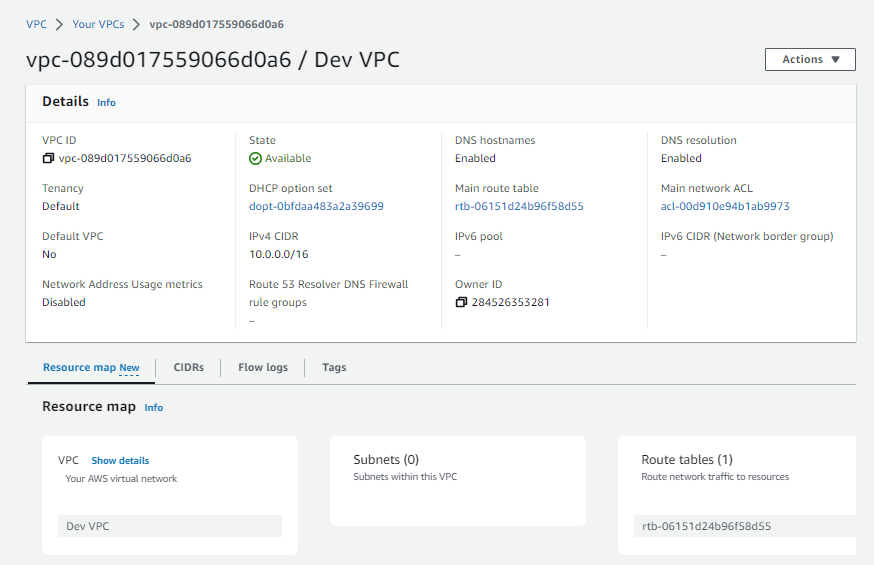 VPC > Your VPCs > vpc-089d017559066d0a6
vpc-089d017559066d0a6 / Dev VPC
Actions ▼
Details Info
VPC ID
vpc-089d017559066d0a6
State
Available
DNS hostnames
Enabled
DNS resolution
Enabled
Tenancy
Default
DHCP option set
dopt-0bfdaa483a2a39699
Main route table
rtb-06151d24b96f58d55
Main network ACL
acl-00d910e94b1ab9973
Default VPC
No
IPv4 CIDR
10.0.0.0/16
IPv6 pool
–
IPv6 CIDR (Network border group)
–
Network Address Usage metrics
Disabled
Route 53 Resolver DNS Firewall
rule groups
–
Owner ID
284526353281
Resource map New
CIDRs
Flow logs
Tags
Resource map Info
VPC Show details
Your AWS virtual network
Dev VPC
Subnets (0)
Subnets within this VPC
Route tables (1)
Route network traffic to resources
rtb-06151d24b96f58d55